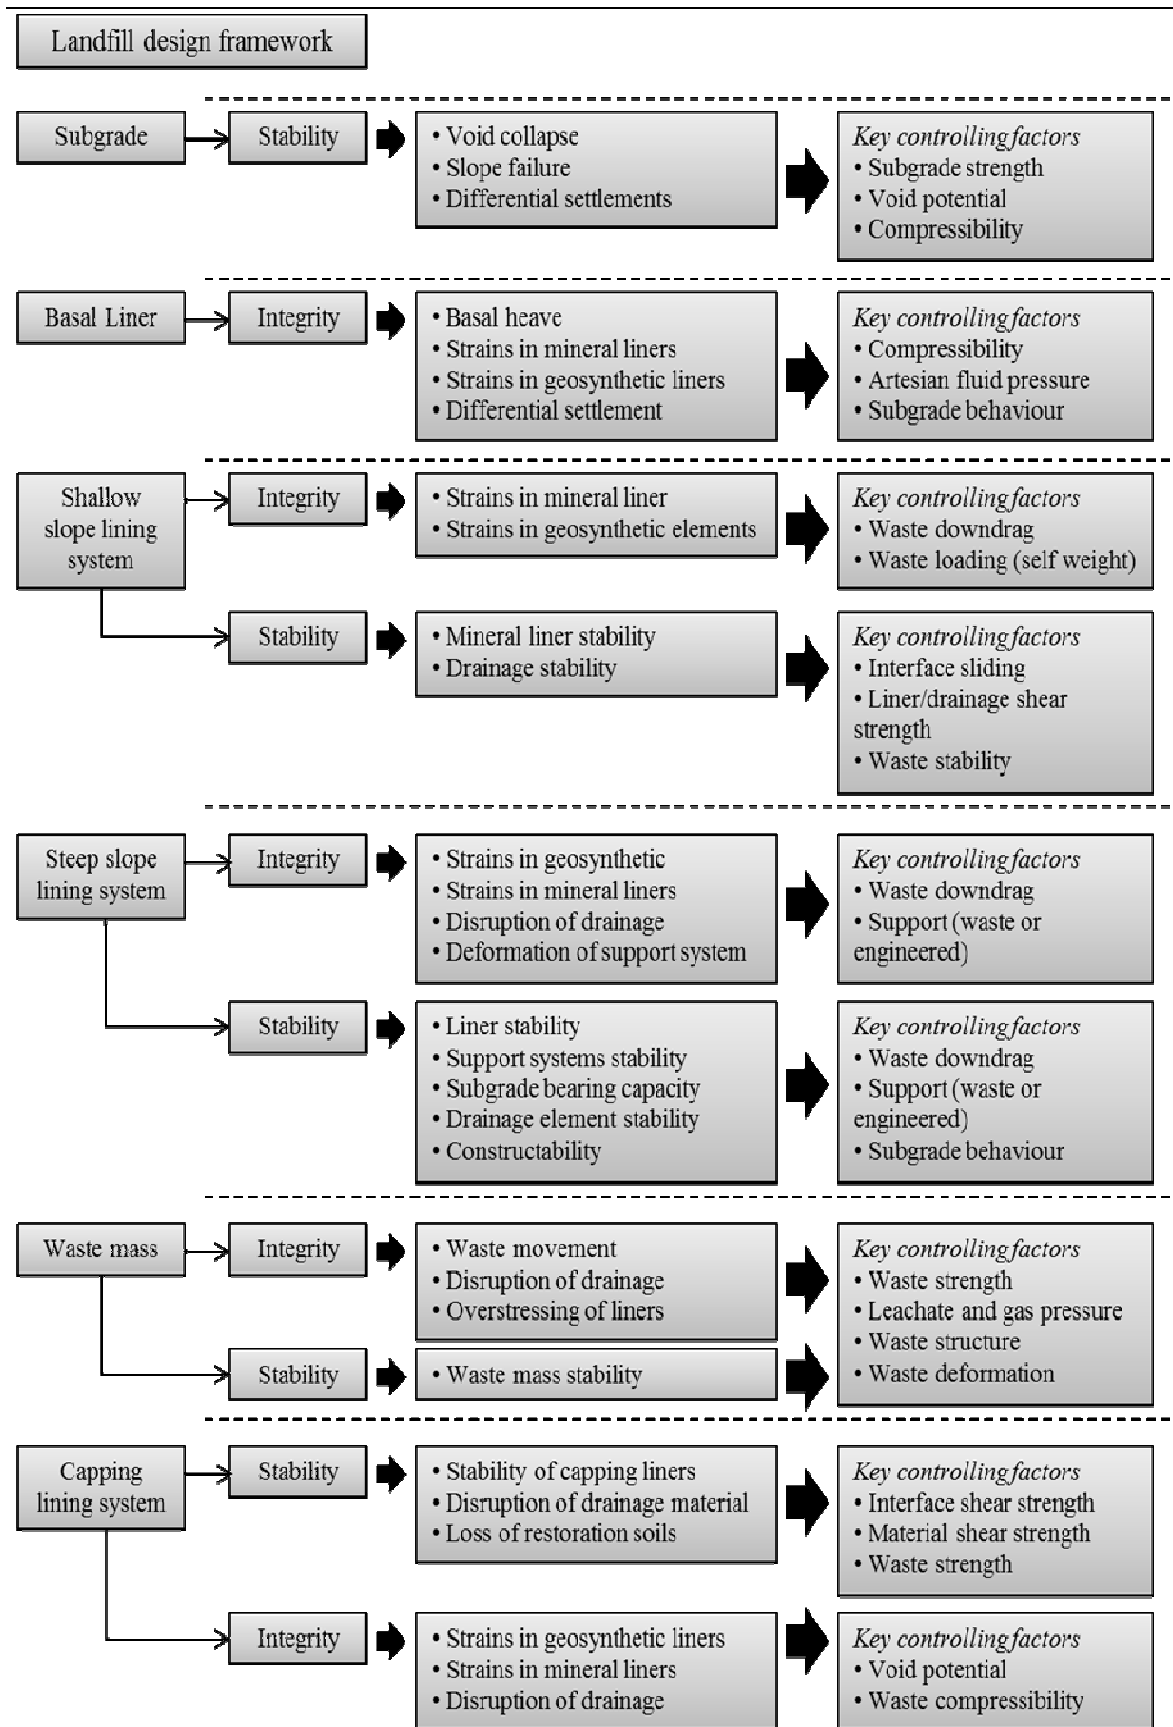 Landfill design framework
Subgrade
Stability
• Void collapse
• Slope failure
• Differential settlements
Key controlling factors
• Subgrade strength
• Void potential
• Compressibility
Basal Liner
Integrity
• Basal heave
• Strains in mineral liners
• Strains in geosynthetic liners
• Differential settlement
Key controlling factors
• Compressibility
• Artesian fluid pressure
• Subgrade behaviour
Shallow
slope lining
system
Integrity
• Strains in mineral liner
• Strains in geosynthetic elements
Key controlling factors
• Waste downdrag
• Waste loading (self weight)
Stability
• Mineral liner stability
• Drainage stability
Key controlling factors
• Interface sliding
• Liner/drainage shear
strength
• Waste stability
Steep slope
lining system
Integrity
• Strains in geosynthetic
• Strains in mineral liners
• Disruption of drainage
• Deformation of support system
Key controlling factors
• Waste downdrag
• Support (waste or
engineered)
Stability
• Liner stability
• Support systems stability
• Subgrade bearing capacity
• Drainage element stability
• Constructability
Key controlling factors
• Waste downdrag
• Support (waste or
engineered)
• Subgrade behaviour
Waste mass
Integrity
• Waste movement
• Disruption of drainage
• Overstressing of liners
Key controlling factors
• Waste strength
• Leachate and gas pressure
• Waste structure
• Waste deformation
Stability
• Waste mass stability
Capping
lining system
Stability
• Stability of capping liners
• Disruption of drainage material
• Loss of restoration soils
Key controlling factors
• Interface shear strength
• Material shear strength
• Waste strength
Integrity
• Strains in geosynthetic liners
• Strains in mineral liners
• Disruption of drainage
Key controlling factors
• Void potential
• Waste compressibility